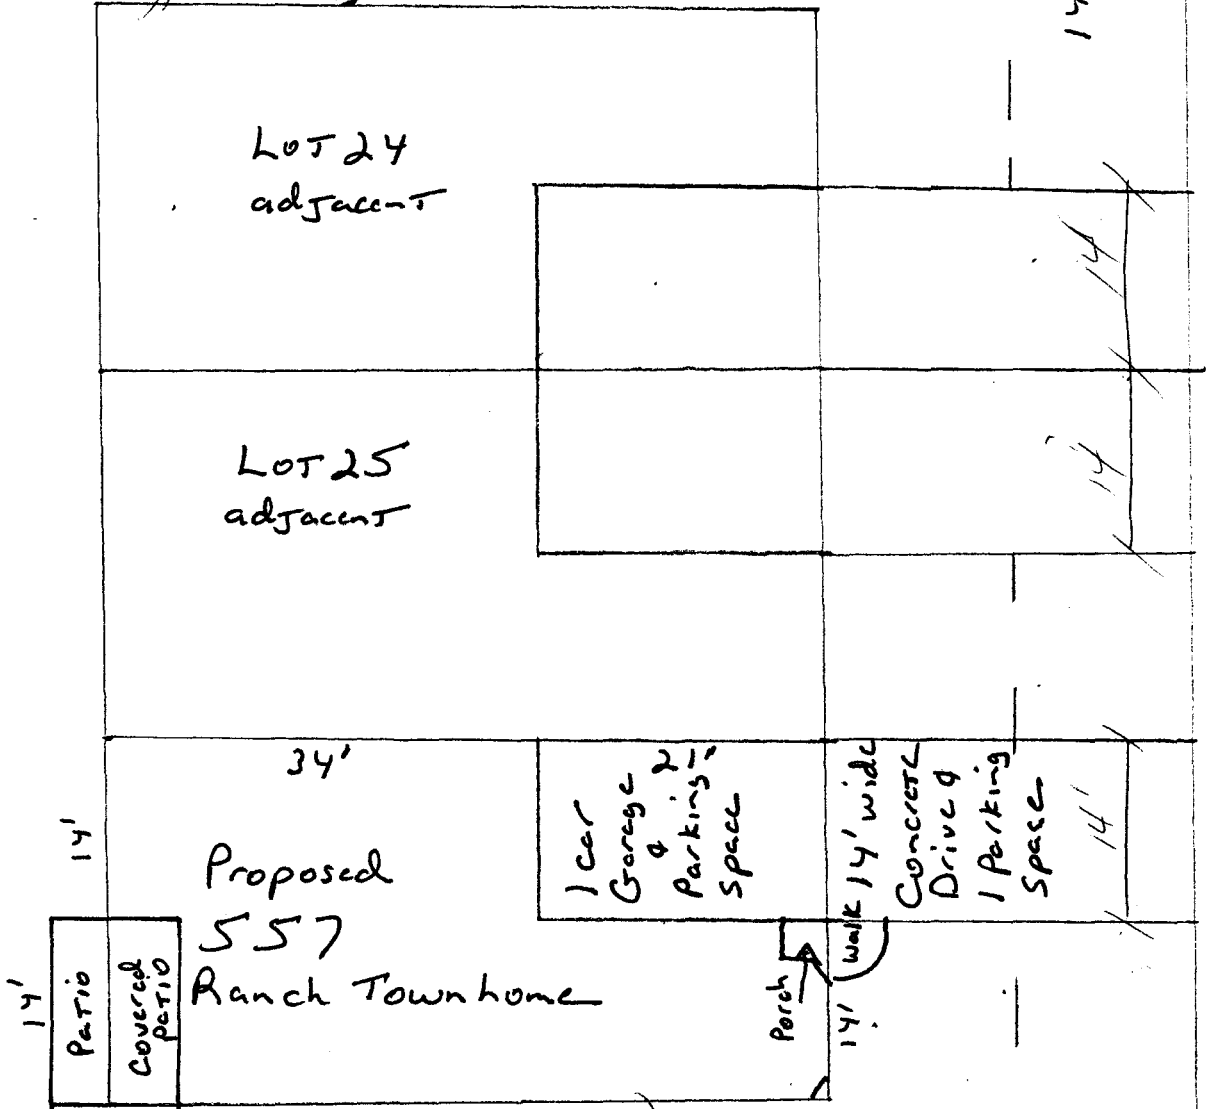 14
LOT 24
adjacent
14
LOT 25
adjacent
14
34'
21'
1 car
Garage
&
Parking
Space
14' wide
Concrete
Drive &
1 Parking
Space
14'
14'
Proposed
557
Ranch Townhome
14'
Patio
Covered
patio
Porch
walk
14'